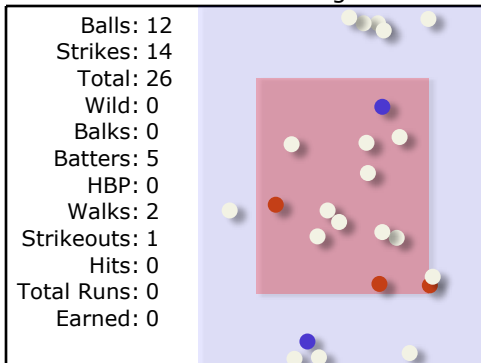 Balls: 12
Strikes: 14
Total: 26
Wild: 0
Balks: 0
Batters: 5
HBP: 0
Walks: 2
Strikeouts: 1
Hits: 0
Total Runs: 0
Earned: 0